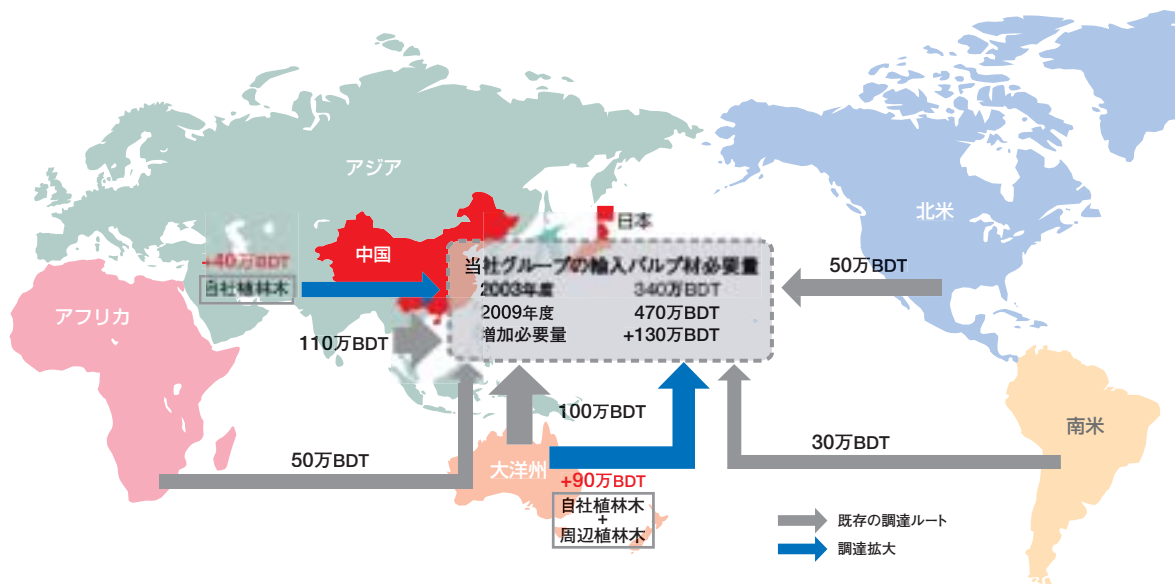 アジア
北米
日本
中国
+40万BDT
自社植林木
当社グループの輸入パルプ材必要量
2003年度 340万BDT
2009年度 470万BDT
増加必要量 +130万BDT
50万BDT
アフリカ
110万BDT
100万BDT
南米
30万BDT
50万BDT
大洋州
+90万BDT
自社植林木
+
周辺植林木
既存の調達ルート
調達拡大